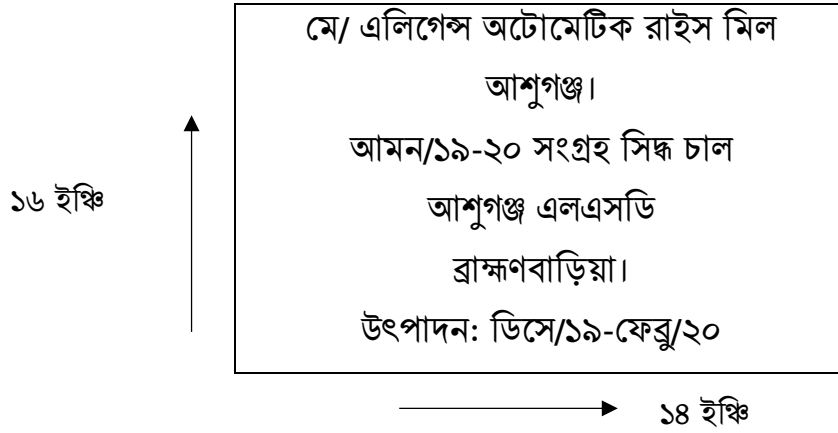 মে/ এলিগেন্স অটোমেটিক রাইস মিল
আশুগঞ্জ।
আমন/১৯-২০ সংগ্রহ সিদ্ধ চাল
১৬ ইঞ্চি
আশুগঞ্জ এলএসডি
ব্রাহ্মণবাড়িয়া।
উৎপাদন: ডিসে/১৯-ফেব্রু/২০
১৪ ইঞ্চি